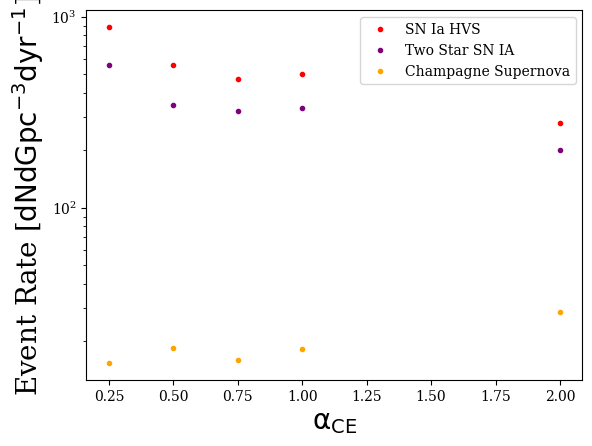 10³
10²
Event Rate [dNdGpc⁻³dyr⁻¹]
SN Ia HVS
Two Star SN IA
Champagne Supernova
0.25 0.50 0.75 1.00 1.25 1.50 1.75 2.00
α_CE